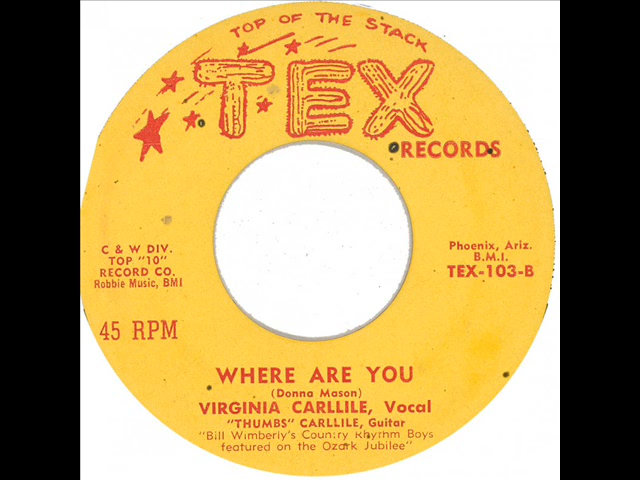 TOP OF THE STACK
TEX
RECORDS
C & W DIV.
TOP "10"
RECORD CO.
Robbie Music, BMI
Phoenix, Ariz.
B.M.I.
TEX-103-B
45 RPM
WHERE ARE YOU
(Donna Mason)
VIRGINIA CARLLILE, Vocal
"THUMBS" CARLLILE, Guitar
"Bill Wimberly's Country Rhythm Boys
featured on the Ozark Jubilee"